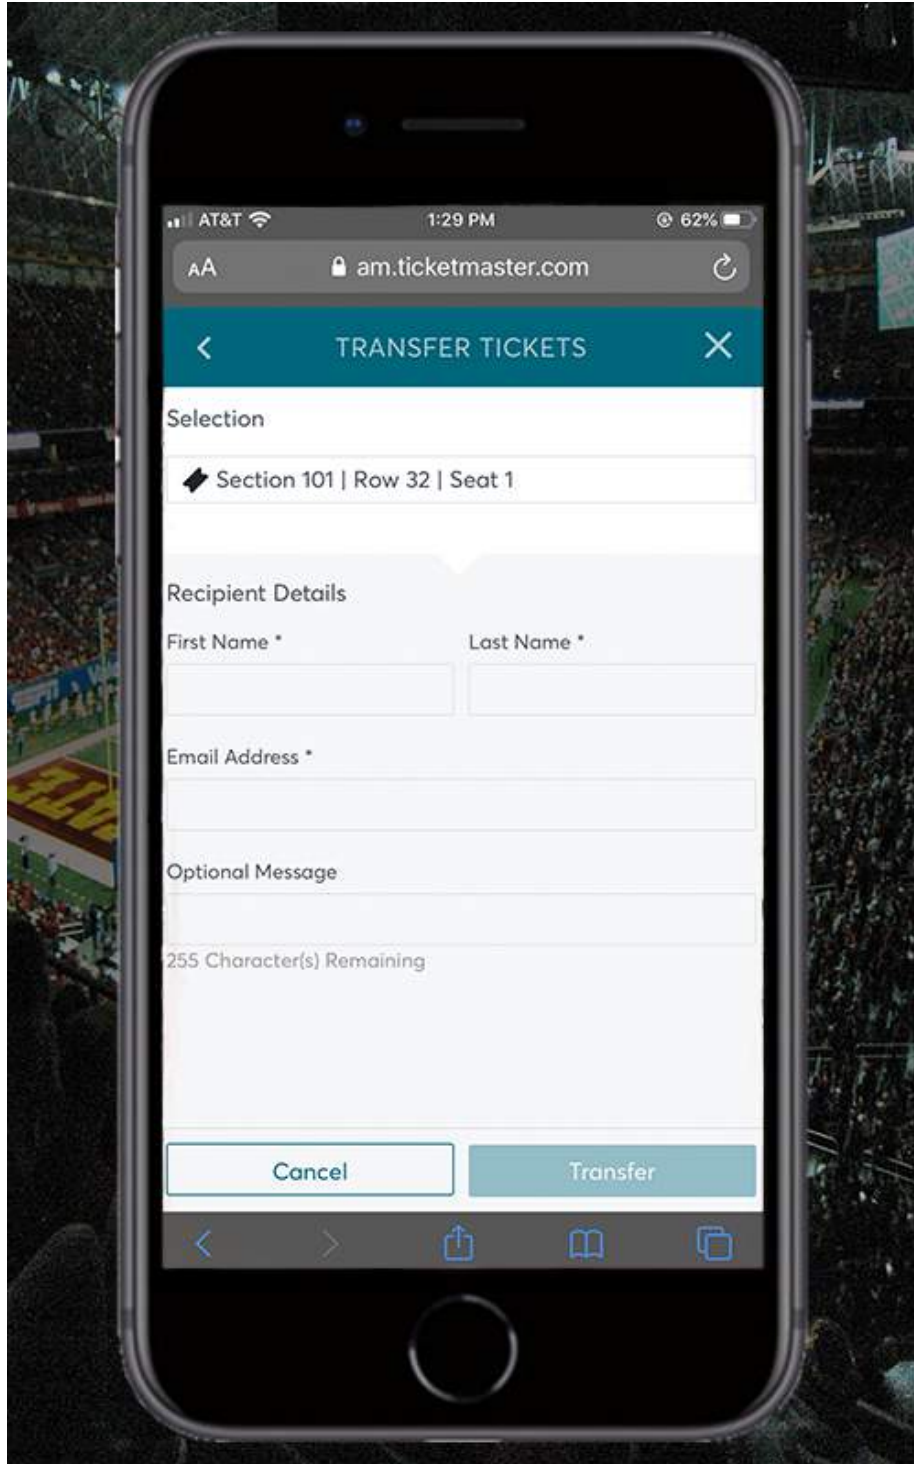 AT&T 1:29 PM 62%
AA am.ticketmaster.com
TRANSFER TICKETS
Selection
Section 101 | Row 32 | Seat 1
Recipient Details
First Name * Last Name *
Email Address *
Optional Message
255 Character(s) Remaining
Cancel Transfer